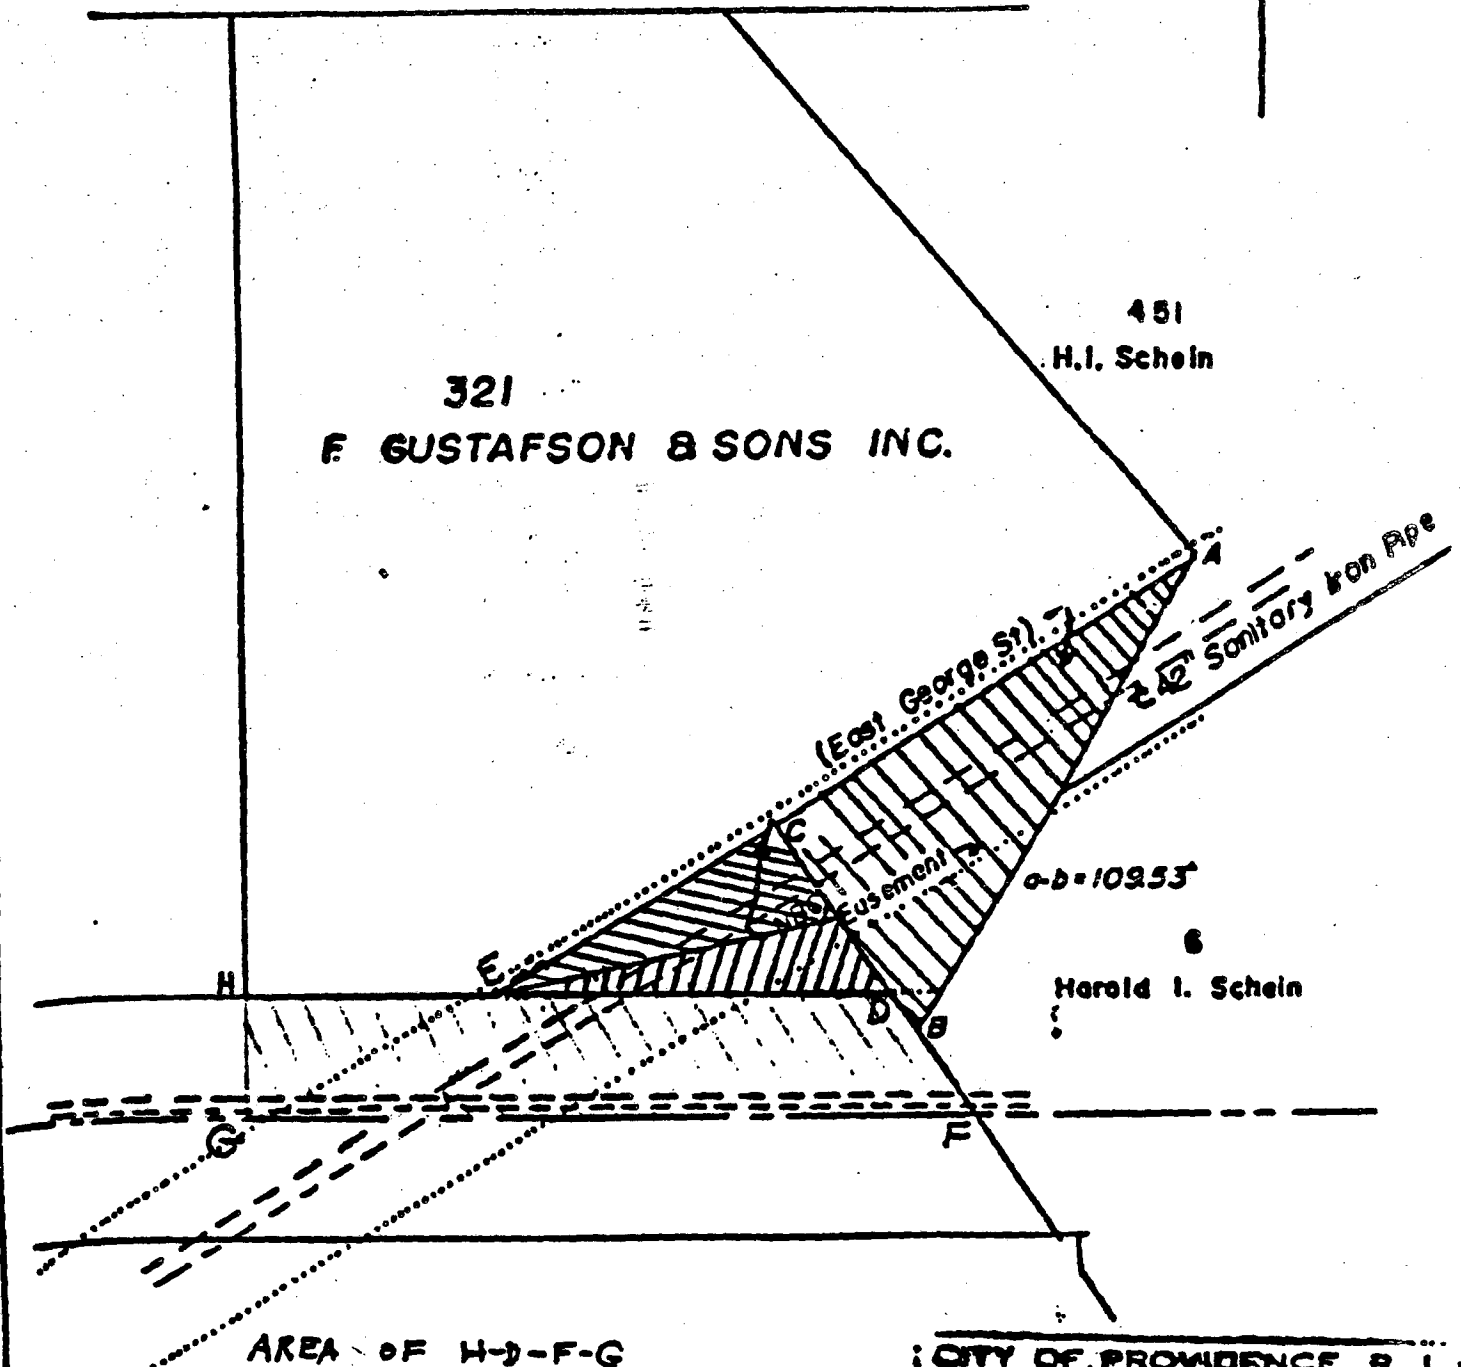 451
H.I. Schein
321
F. GUSTAFSON & SONS INC.
A
℄ 42" Sanitary Iron Pipe
(East George St)
C
Easement
a-b=109.53'
6
Harold I. Schein
E
H
D
B
G
F
AREA OF H-D-F-G
CITY OF PROVIDENCE R.I.